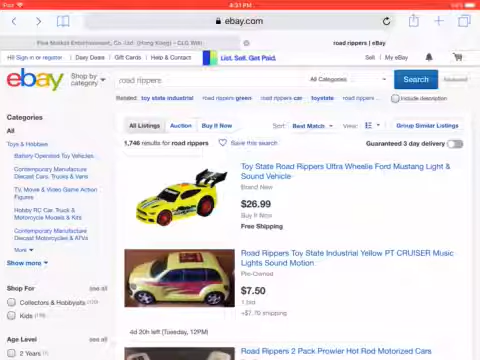 4:31 PM
ebay.com
Flea Market Entertainment, Co. Ltd. (Hong Kong) - CLG Wiki
road rippers | eBay
Hi! Sign in or register
Daily Deals
Gift Cards
Help & Contact
List. Sell. Get Paid.
Sell
My eBay
ebay
Shop by category
road rippers
All Categories
Search
Advanced
Related: toy state industrial road rippers green road rippers car toystate road rippers ...
Include description
Categories
All
Toys & Hobbies
Battery Operated Toy Vehicles...
Contemporary Manufacture Diecast Cars, Trucks & Vans
TV, Movie & Video Game Action Figures
Hobby RC Car, Truck & Motorcycle Models & Kits
Contemporary Manufacture Diecast Motorcycles & ATVs
More
Show more
Shop For
see all
Collectors & Hobbyists
Kids
Age Level
see all
2 Years
All Listings
Auction
Buy It Now
Sort: Best Match
View:
Group Similar Listings
1,746 results for road rippers
Save this search
Guaranteed 3 day delivery
Toy State Road Rippers Ultra Wheelie Ford Mustang Light &
Sound Vehicle
Brand New
$26.99
Buy It Now
Free Shipping
Road Rippers Toy State Industrial Yellow PT CRUISER Music
Lights Sound Motion
Pre-Owned
$7.50
1 bid
+$7.70 shipping
4d 20h left (Tuesday, 12PM)
Road Rippers 2 Pack Prowler Hot Rod Motorized Cars